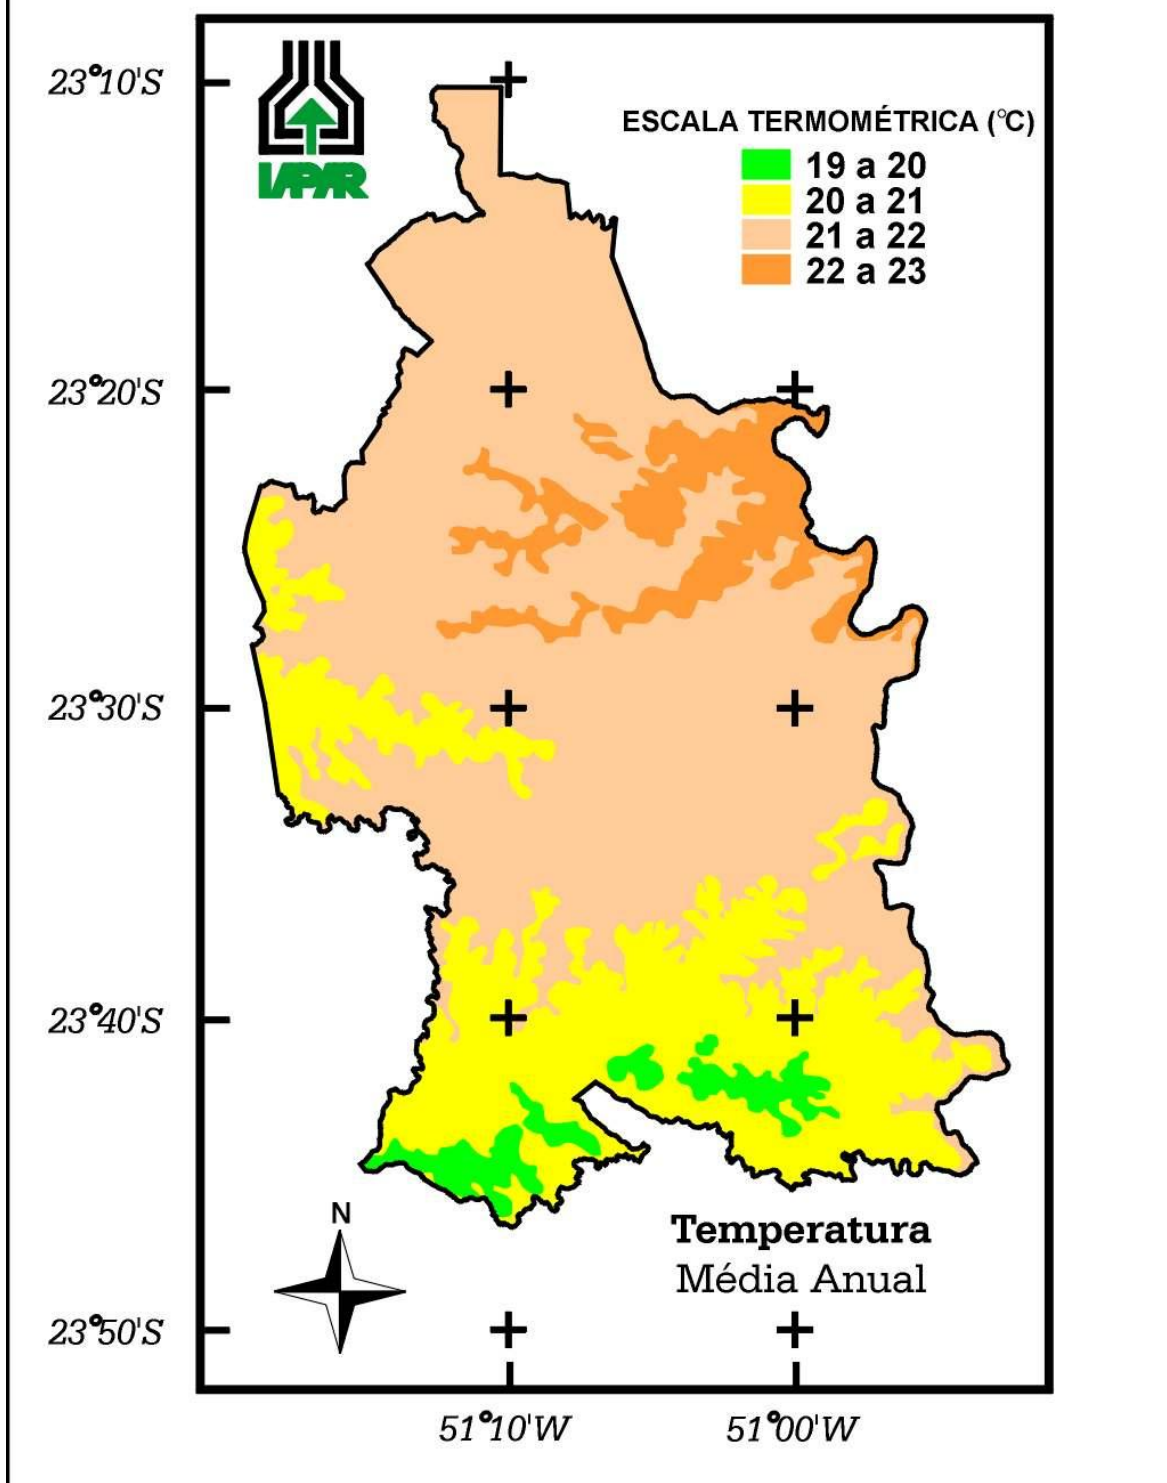 IAPAR
ESCALA TERMOMÉTRICA (°C)
19 a 20
20 a 21
21 a 22
22 a 23
23°10'S
23°20'S
23°30'S
23°40'S
23°50'S
N
Temperatura
Média Anual
51°10'W
51°00'W